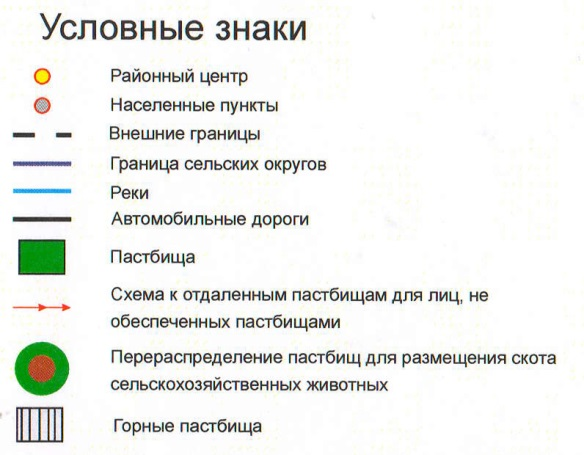 Условные знаки
Районный центр
Населенные пункты
Внешние границы
Граница сельских округов
Реки
Автомобильные дороги
Пастбища
Схема к отдаленным пастбищам для лиц, не
обеспеченных пастбищами
Перераспределение пастбищ для размещения скота
сельскохозяйственных животных
Горные пастбища